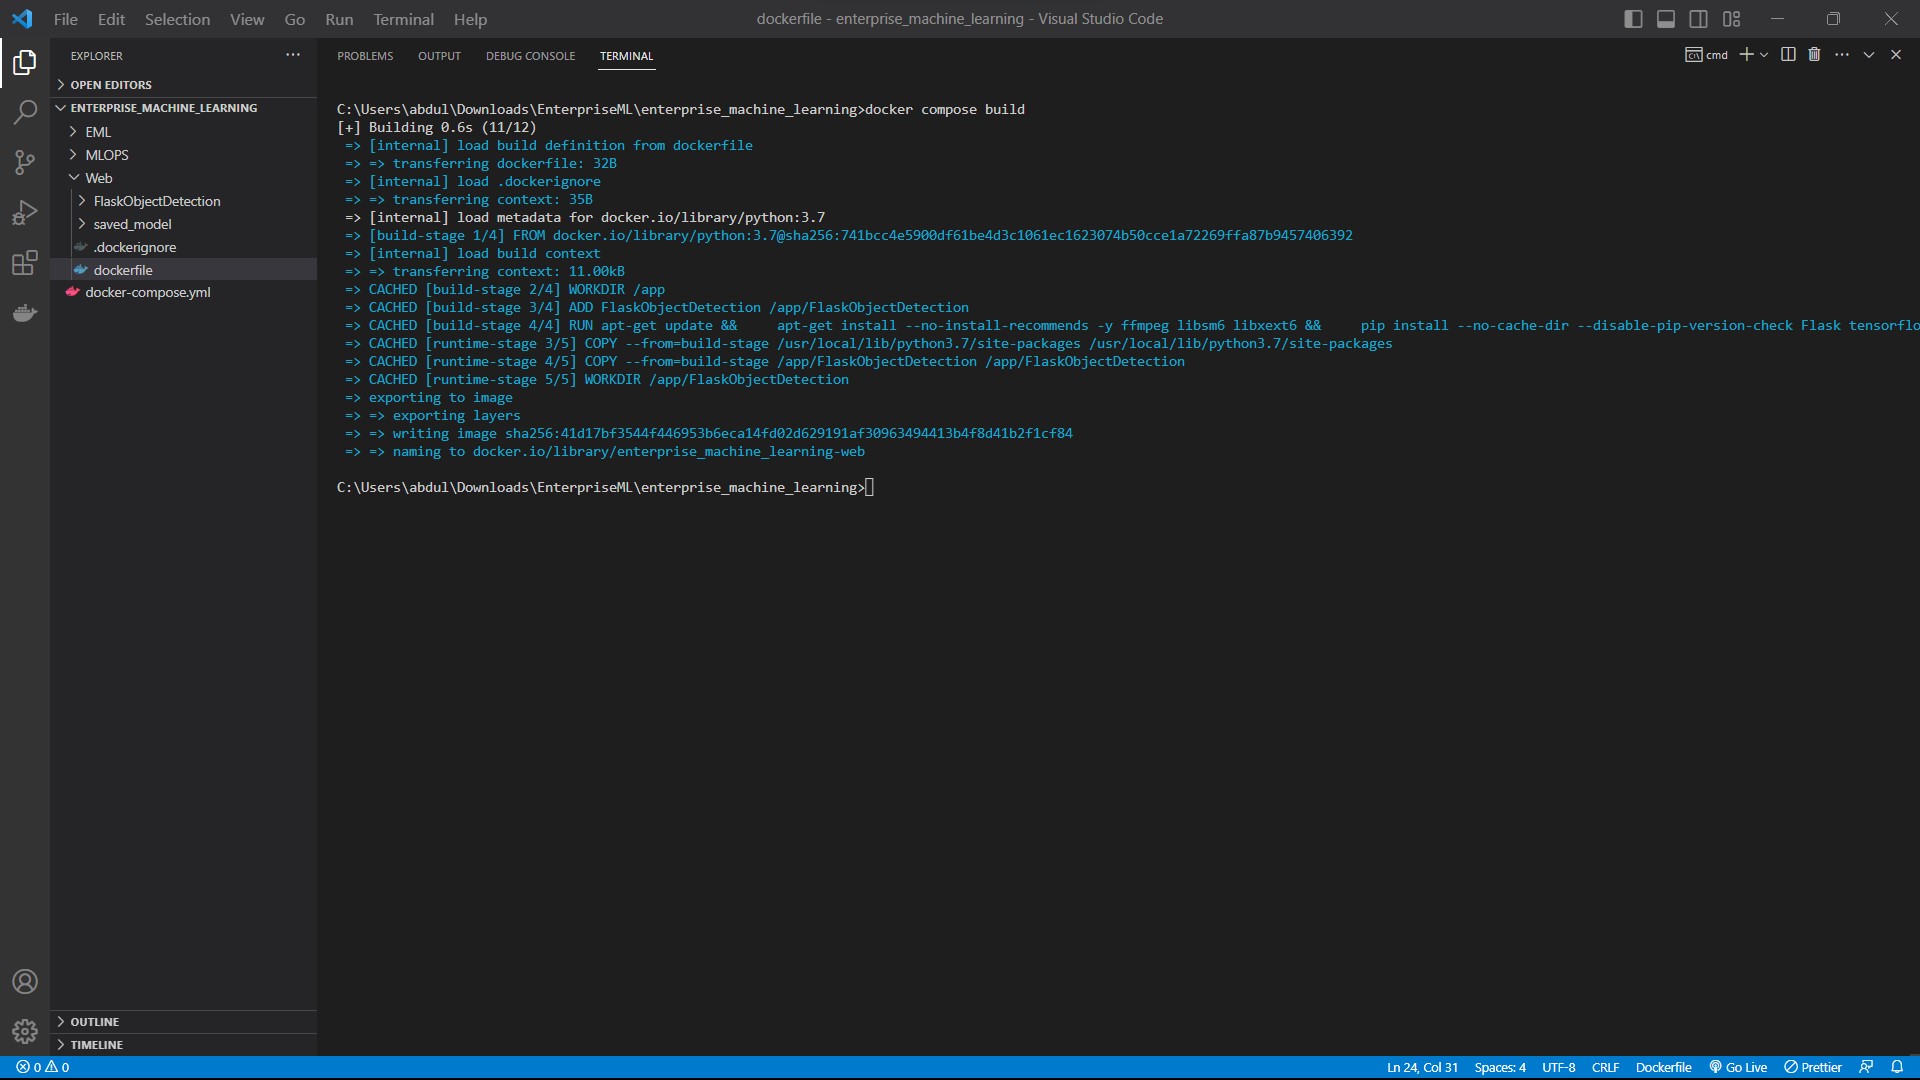 File Edit Selection View Go Run Terminal Help
dockerfile - enterprise_machine_learning - Visual Studio Code
EXPLORER
OPEN EDITORS
ENTERPRISE_MACHINE_LEARNING
EML
MLOPS
Web
FlaskObjectDetection
saved_model
.dockerignore
dockerfile
docker-compose.yml
OUTLINE
TIMELINE
PROBLEMS OUTPUT DEBUG CONSOLE TERMINAL
cmd
C:\Users\abdul\Downloads\EnterpriseML\enterprise_machine_learning>docker compose build
[+] Building 0.6s (11/12)
=> [internal] load build definition from dockerfile
=> => transferring dockerfile: 32B
=> [internal] load .dockerignore
=> => transferring context: 35B
=> [internal] load metadata for docker.io/library/python:3.7
=> [build-stage 1/4] FROM docker.io/library/python:3.7@sha256:741bcc4e5900df61be4d3c1061ec1623074b50cce1a72269ffa87b9457406392
=> [internal] load build context
=> => transferring context: 11.00kB
=> CACHED [build-stage 2/4] WORKDIR /app
=> CACHED [build-stage 3/4] ADD FlaskObjectDetection /app/FlaskObjectDetection
=> CACHED [build-stage 4/4] RUN apt-get update &&     apt-get install --no-install-recommends -y ffmpeg libsm6 libxext6 &&     pip install --no-cache-dir --disable-pip-version-check Flask tensorflo
=> CACHED [runtime-stage 3/5] COPY --from=build-stage /usr/local/lib/python3.7/site-packages /usr/local/lib/python3.7/site-packages
=> CACHED [runtime-stage 4/5] COPY --from=build-stage /app/FlaskObjectDetection /app/FlaskObjectDetection
=> CACHED [runtime-stage 5/5] WORKDIR /app/FlaskObjectDetection
=> exporting to image
=> => exporting layers
=> => writing image sha256:41d17bf3544f446953b6eca14fd02d629191af30963494413b4f8d41b2f1cf84
=> => naming to docker.io/library/enterprise_machine_learning-web
C:\Users\abdul\Downloads\EnterpriseML\enterprise_machine_learning>
0 0
Ln 24, Col 31 Spaces: 4 UTF-8 CRLF Dockerfile Go Live Prettier